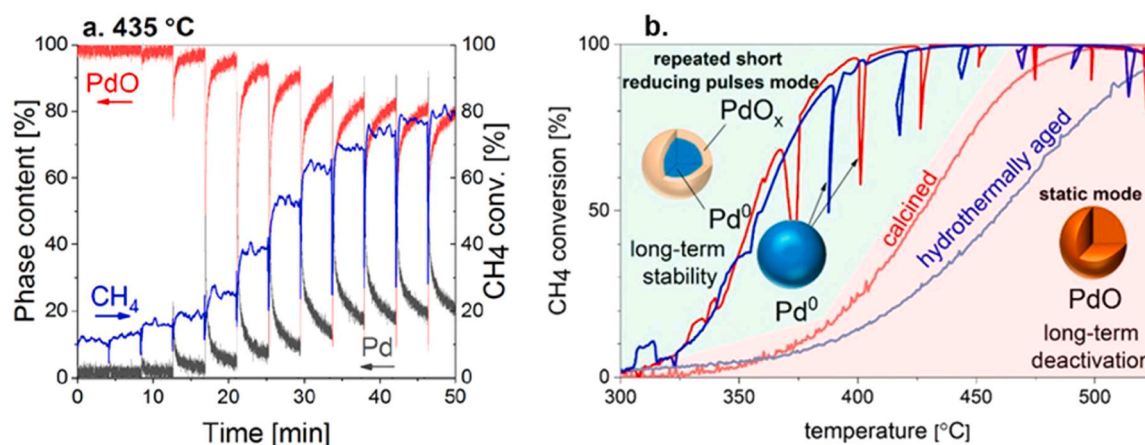 a. 435 °C
100
80
60
40
20
0
Phase content [%]
PdO
CH4
Pd
100
80
60
40
20
0
CH4 conv. [%]
0 10 20 30 40 50
Time [min]
b.
100
50
0
CH4 conversion [%]
repeated short
reducing pulses mode
PdOx
Pd0
long-term
stability
Pd0
calcined
hydrothermally aged
static mode
PdO
long-term
deactivation
300 350 400 450 500
temperature [°C]